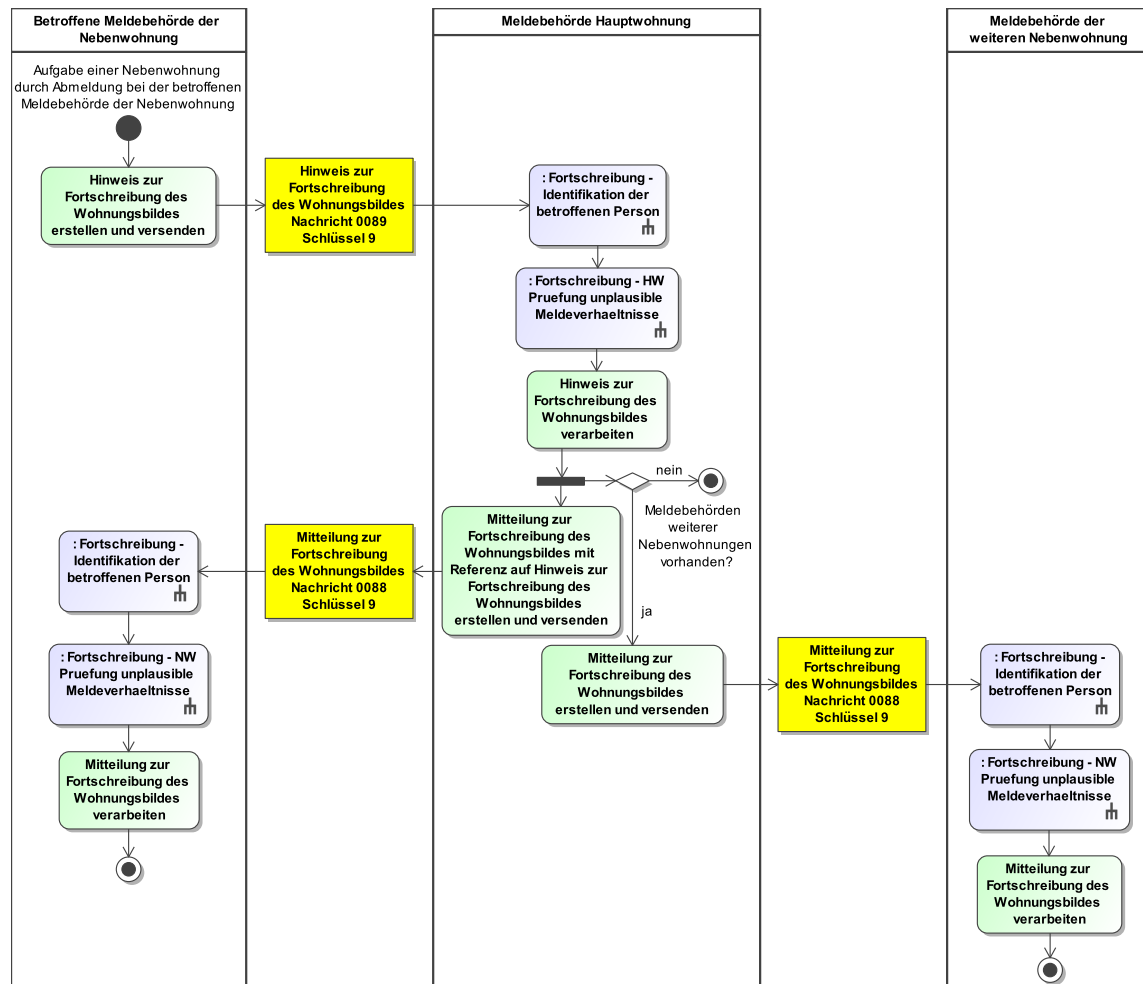 Betroffene Meldebehörde der
Nebenwohnung
Meldebehörde Hauptwohnung
Meldebehörde der
weiteren Nebenwohnung
Aufgabe einer Nebenwohnung
durch Abmeldung bei der betroffenen
Meldebehörde der Nebenwohnung
Hinweis zur
Fortschreibung des
Wohnungsbildes
erstellen und versenden
Hinweis zur
Fortschreibung
des Wohnungsbildes
Nachricht 0089
Schlüssel 9
: Fortschreibung -
Identifikation der
betroffenen Person
: Fortschreibung - HW
Pruefung unplausible
Meldeverhaeltnisse
Hinweis zur
Fortschreibung des
Wohnungsbildes
verarbeiten
nein
Meldebehörden
weiterer
Nebenwohnungen
vorhanden?
ja
Mitteilung zur
Fortschreibung des
Wohnungsbildes mit
Referenz auf Hinweis zur
Fortschreibung des
Wohnungsbildes
erstellen und versenden
Mitteilung zur
Fortschreibung
des Wohnungsbildes
Nachricht 0088
Schlüssel 9
: Fortschreibung -
Identifikation der
betroffenen Person
: Fortschreibung - NW
Pruefung unplausible
Meldeverhaeltnisse
Mitteilung zur
Fortschreibung des
Wohnungsbildes
verarbeiten
Mitteilung zur
Fortschreibung des
Wohnungsbildes
erstellen und versenden
Mitteilung zur
Fortschreibung
des Wohnungsbildes
Nachricht 0088
Schlüssel 9
: Fortschreibung -
Identifikation der
betroffenen Person
: Fortschreibung - NW
Pruefung unplausible
Meldeverhaeltnisse
Mitteilung zur
Fortschreibung des
Wohnungsbildes
verarbeiten